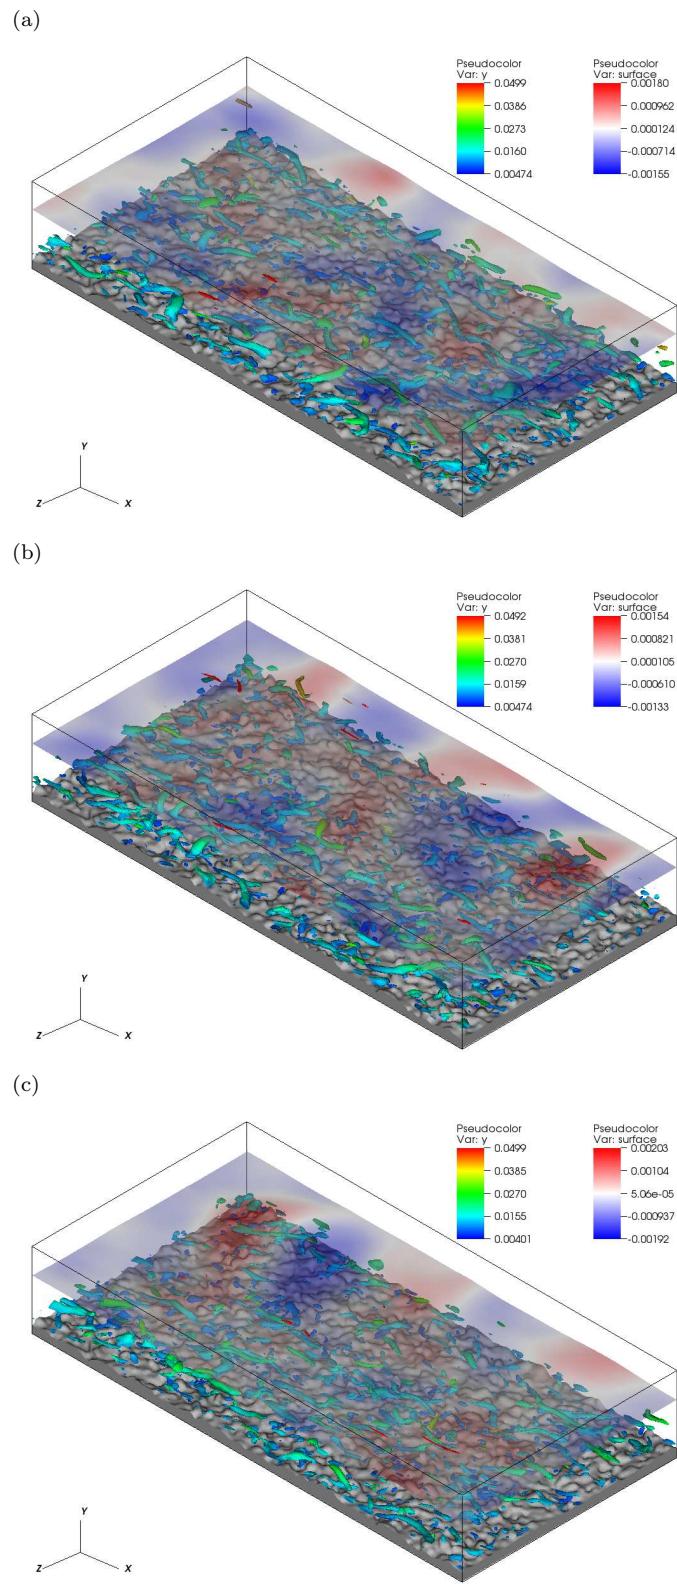 (a)
Pseudocolor
Var: y
0.0499
0.0386
0.0273
0.0160
0.00474
Pseudocolor
Var: surface
0.00180
0.000962
0.000124
-0.000714
-0.00155
Y
Z
X
(b)
Pseudocolor
Var: y
0.0492
0.0381
0.0270
0.0159
0.00474
Pseudocolor
Var: surface
0.00154
0.000821
0.000105
-0.000610
-0.00133
Y
Z
X
(c)
Pseudocolor
Var: y
0.0499
0.0385
0.0270
0.0155
0.00401
Pseudocolor
Var: surface
0.00203
0.00104
5.06e-05
-0.000937
-0.00192
Y
Z
X